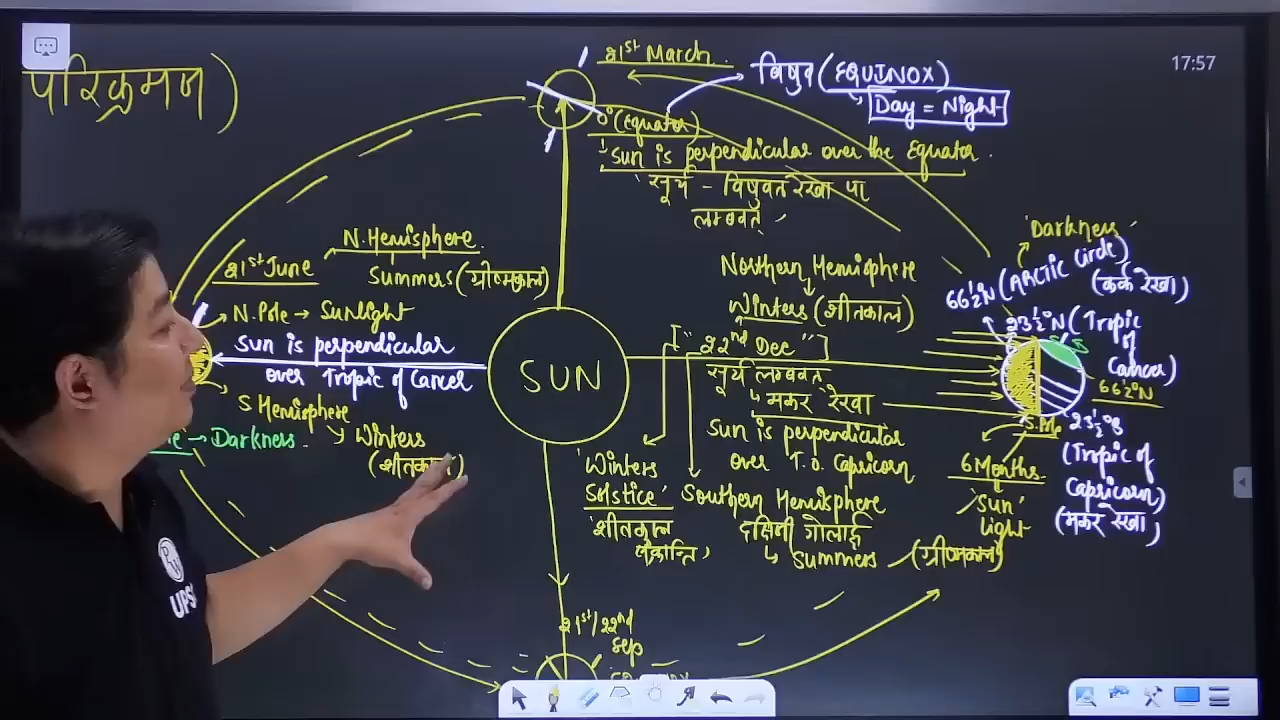 परिक्रमण)
17:57
21st March.
विषुव (EQUINOX)
Day = Night
0° (Equator)
Sun is perpendicular over the Equator.
सूर्य - विषुवत रेखा पर
लम्बवत्
N. Hemisphere
21st June
Summers (ग्रीष्मकाल)
N. Pole → Sunlight
Sun is perpendicular
over Tropic of Cancer
S Hemisphere
→ Darkness.
Winters
(शीतकाल)
SUN
Northern Hemisphere
Winters (शीतकाल)
["22nd Dec"]
सूर्य लम्बवत्
↳ मकर रेखा
Sun is perpendicular
over T.O. Capricorn
'Winters
Solstice'
शीतकाल
Southern Hemisphere
दक्षिणी गोलार्द्ध
↳ Summers (ग्रीष्मकाल)
'Darkness'
66½°N (ARCTIC Circle)
(कर्क रेखा)
23½°N (Tropic
of
Cancer)
66½°N
S. Pole
23½°S
(Tropic of
Capricorn)
(मकर रेखा)
6 Months
'Sun'
light
21st/22nd
Sep
PW
UPS